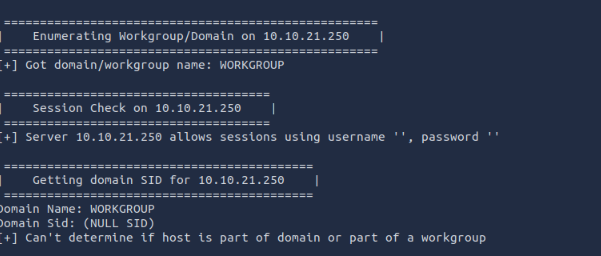 ====================================================
|    Enumerating Workgroup/Domain on 10.10.21.250    |
====================================================
[+] Got domain/workgroup name: WORKGROUP
=====================================
|    Session Check on 10.10.21.250    |
=====================================
[+] Server 10.10.21.250 allows sessions using username '', password ''
===========================================
|    Getting domain SID for 10.10.21.250    |
===========================================
Domain Name: WORKGROUP
Domain Sid: (NULL SID)
[+] Can't determine if host is part of domain or part of a workgroup